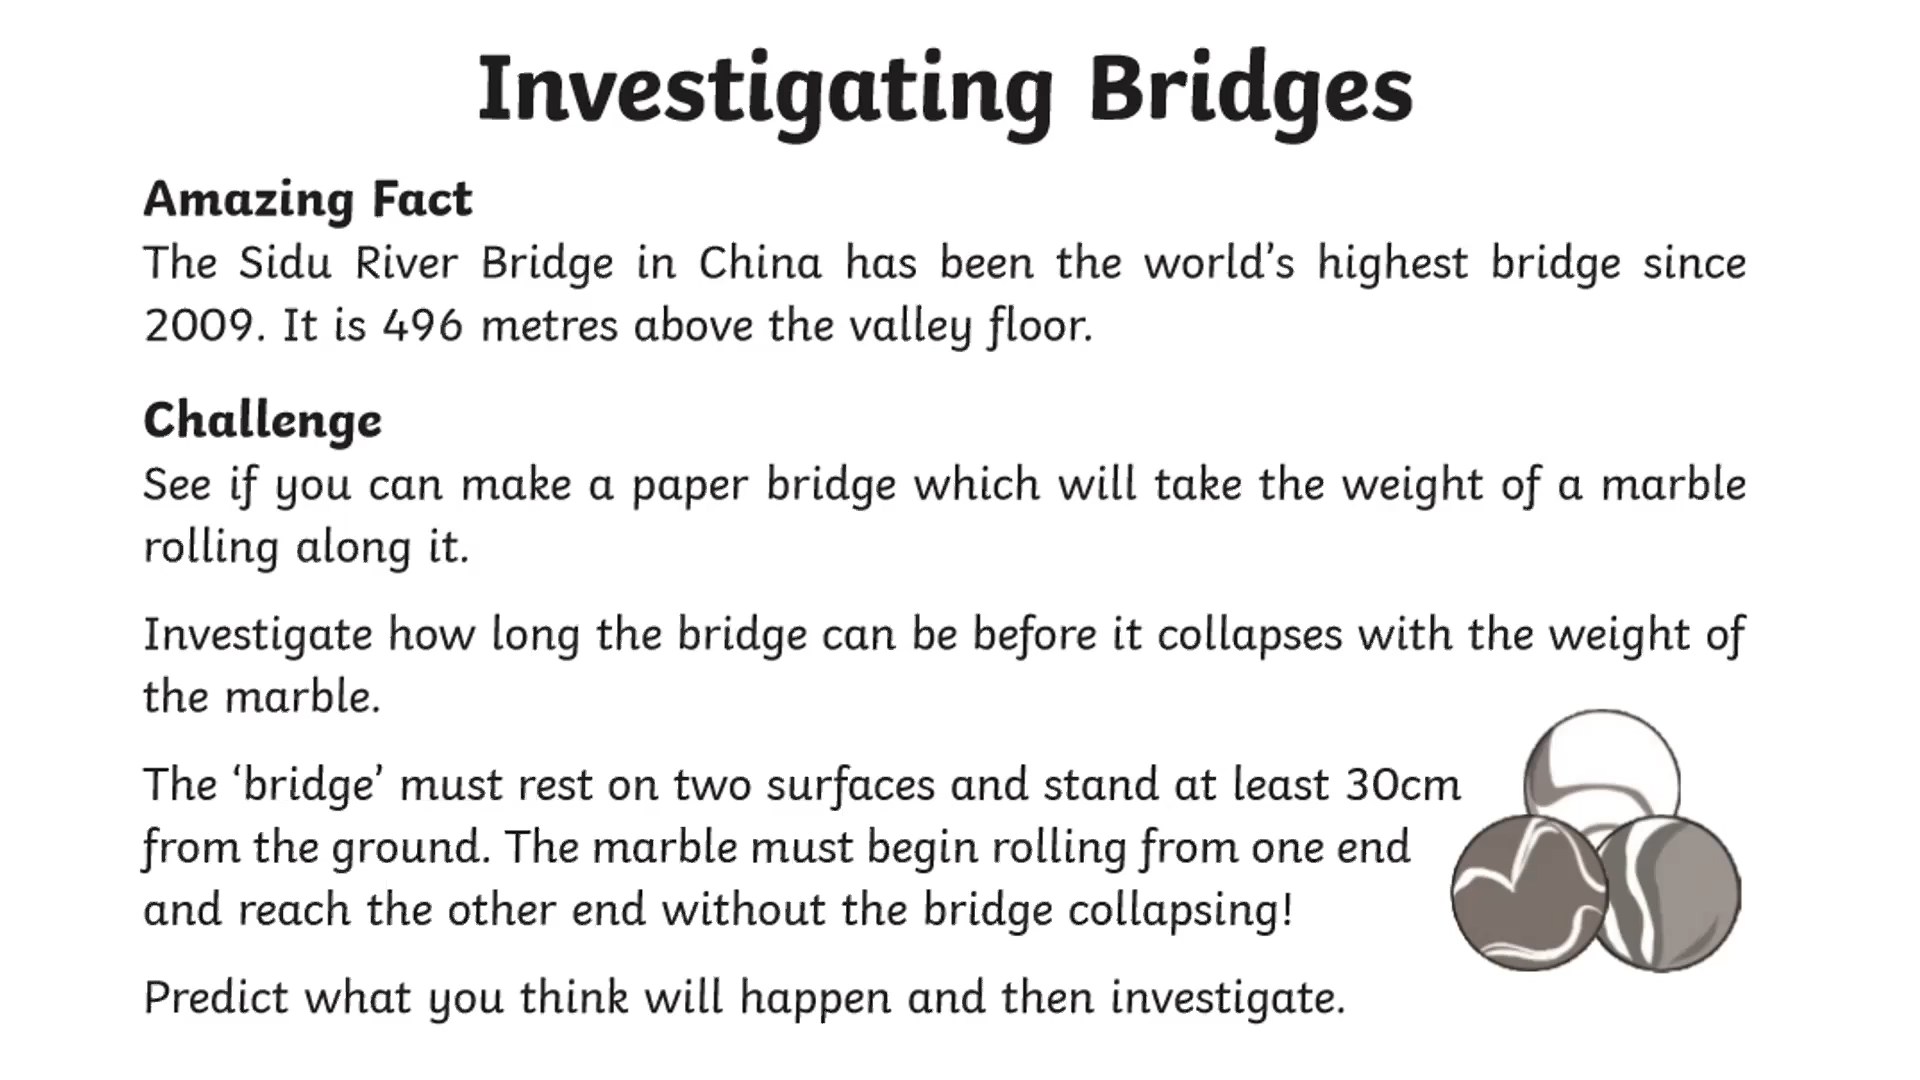 Investigating Bridges
Amazing Fact
The Sidu River Bridge in China has been the world’s highest bridge since
2009. It is 496 metres above the valley floor.
Challenge
See if you can make a paper bridge which will take the weight of a marble
rolling along it.
Investigate how long the bridge can be before it collapses with the weight of
the marble.
The ‘bridge’ must rest on two surfaces and stand at least 30cm
from the ground. The marble must begin rolling from one end
and reach the other end without the bridge collapsing!
Predict what you think will happen and then investigate.